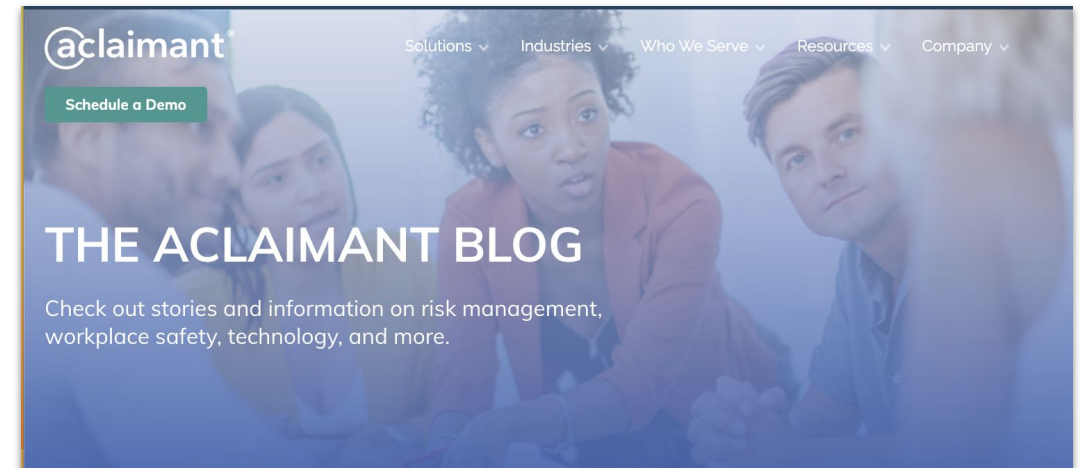 aclaimant®
Solutions Industries Who We Serve Resources Company
Schedule a Demo
THE ACLAIMANT BLOG
Check out stories and information on risk management,
workplace safety, technology, and more.